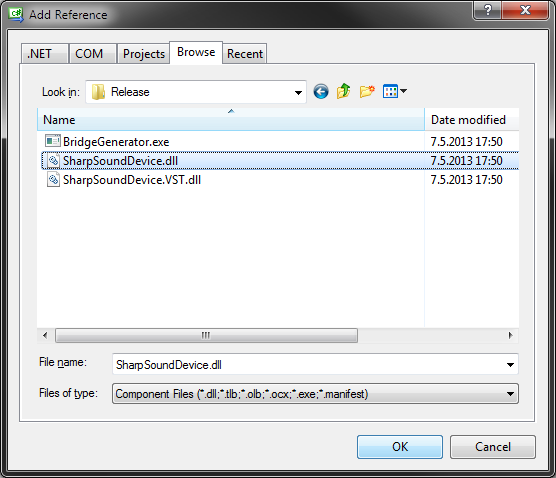 Add Reference
.NET COM Projects Browse Recent
Look in: Release
Name Date modified
BridgeGenerator.exe 7.5.2013 17:50
SharpSoundDevice.dll 7.5.2013 17:50
SharpSoundDevice.VST.dll 7.5.2013 17:50
File name: SharpSoundDevice.dll
Files of type: Component Files (*.dll;*.tlb;*.olb;*.ocx;*.exe;*.manifest)
OK Cancel